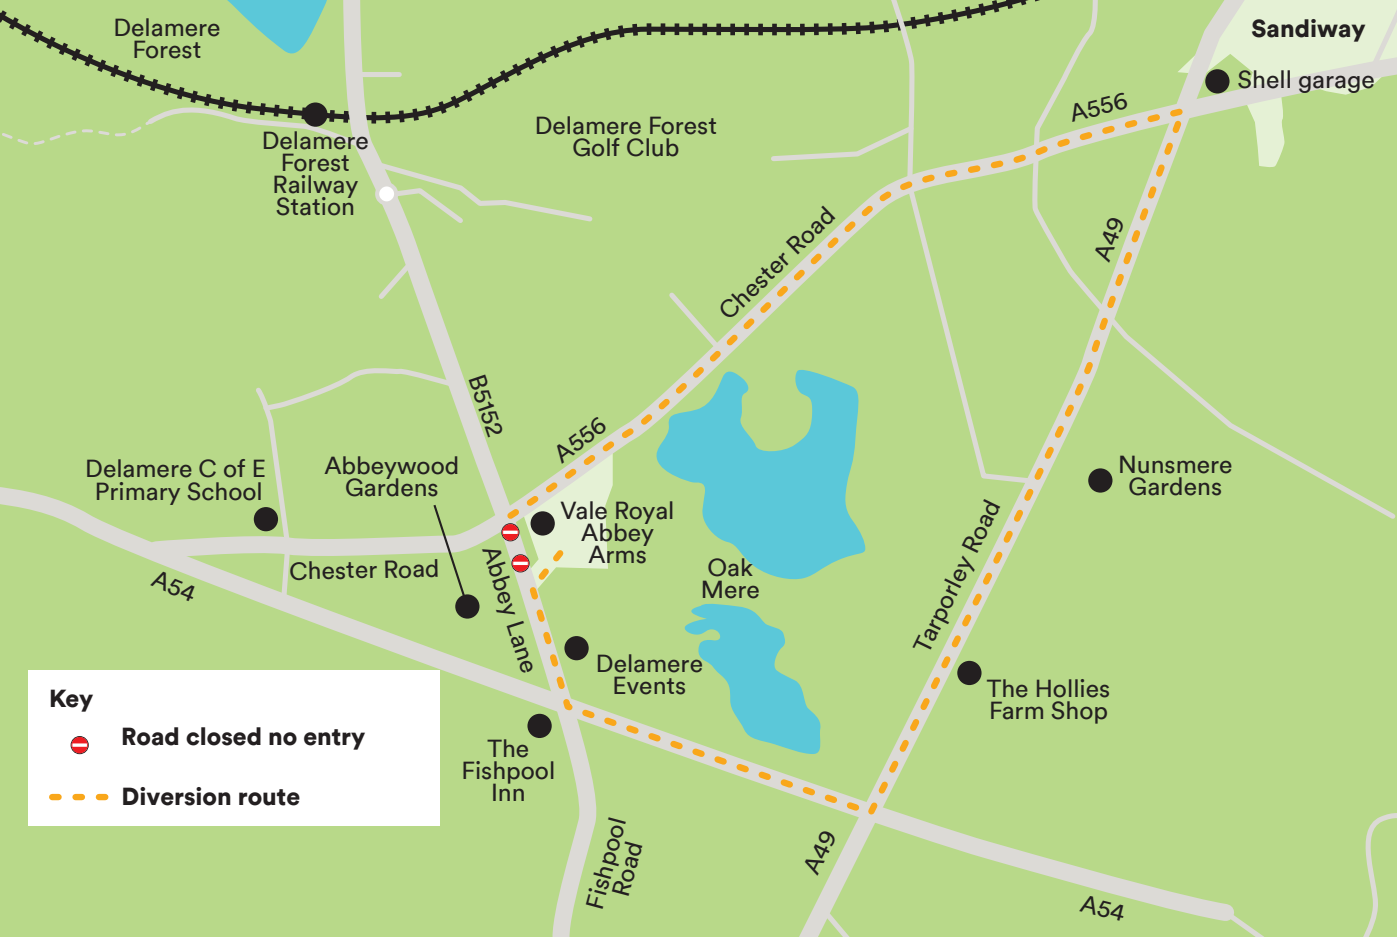 Delamere
Forest
Sandiway
Shell garage
A556
Delamere Forest
Golf Club
Delamere
Forest
Railway
Station
A49
Chester Road
B5152
A556
Delamere C of E
Primary School
Abbeywood
Gardens
Nunsmere
Gardens
Vale Royal
Abbey
Arms
Chester Road
A54
Abbey Lane
Oak
Mere
Tarporley Road
Delamere
Events
The Hollies
Farm Shop
Key
Road closed no entry
Diversion route
The
Fishpool
Inn
Fishpool
Road
A49
A54